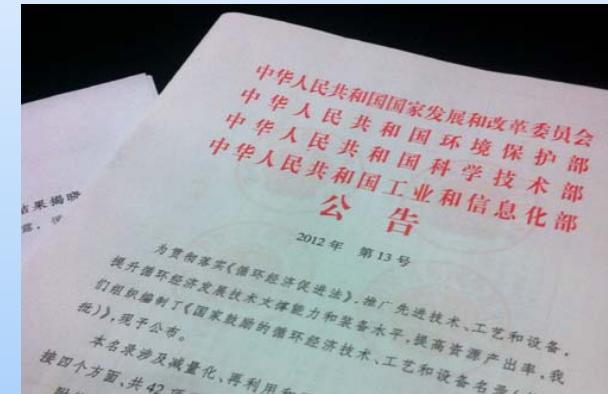 中华人民共和国国家发展和改革委员会
中华人民共和国环境保护部
中华人民共和国科学技术部
中华人民共和国工业和信息化部
公告
2012年 第13号
为贯彻落实《循环经济促进法》,推广先进技术、工艺和设备,
提升循环经济发展技术支撑能力和装备水平,提高资源产出率,我
们组织编制了《国家鼓励的循环经济技术、工艺和设备名录(
批)》,现予公布。
本名录涉及减量化、再利用和
接四个方面、共42项
结果揭晓